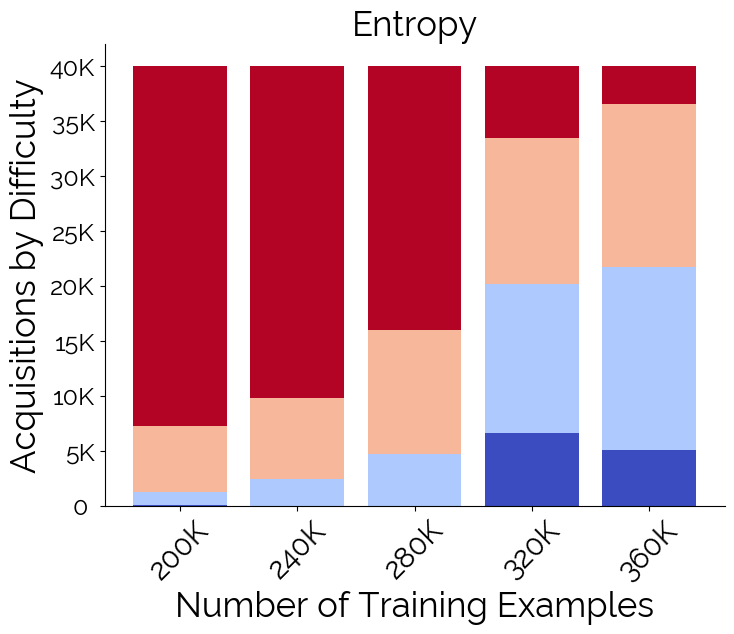 Entropy
Acquisitions by Difficulty
40K
35K
30K
25K
20K
15K
10K
5K
0
200K
240K
280K
320K
360K
Number of Training Examples